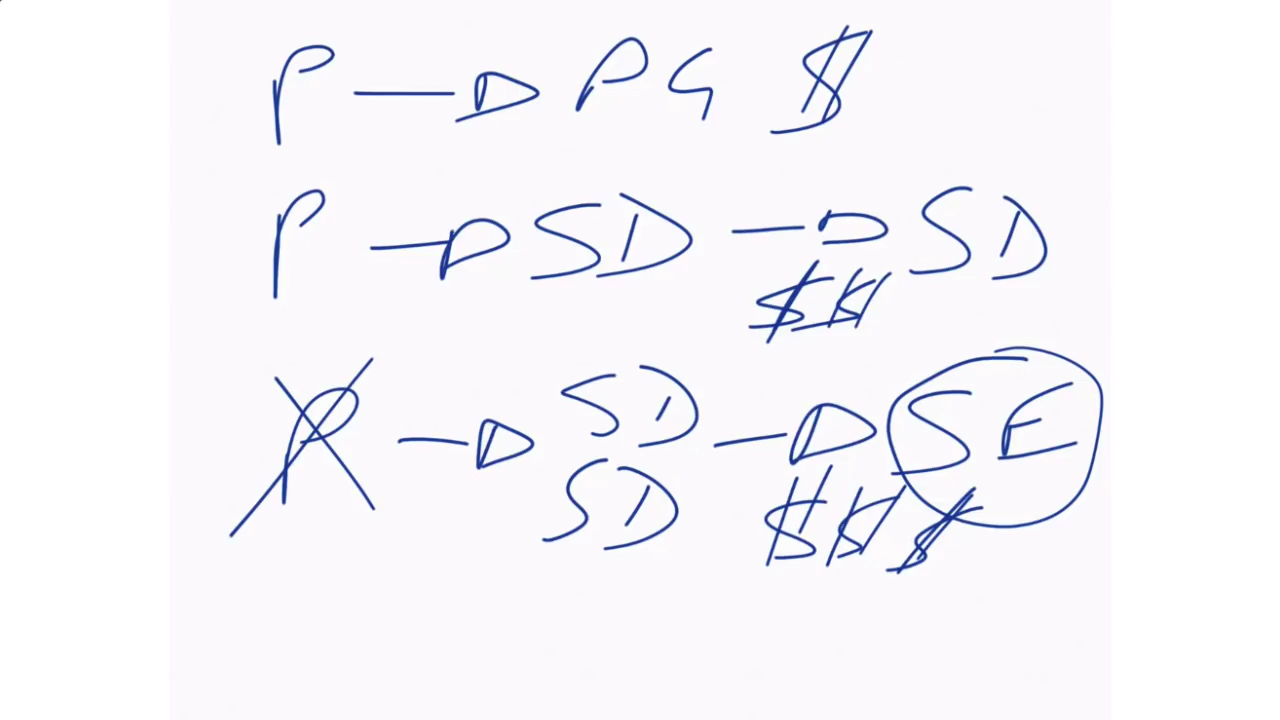 P → PG $
P → SD → SD
$$
P → SD → SE
SD $$$